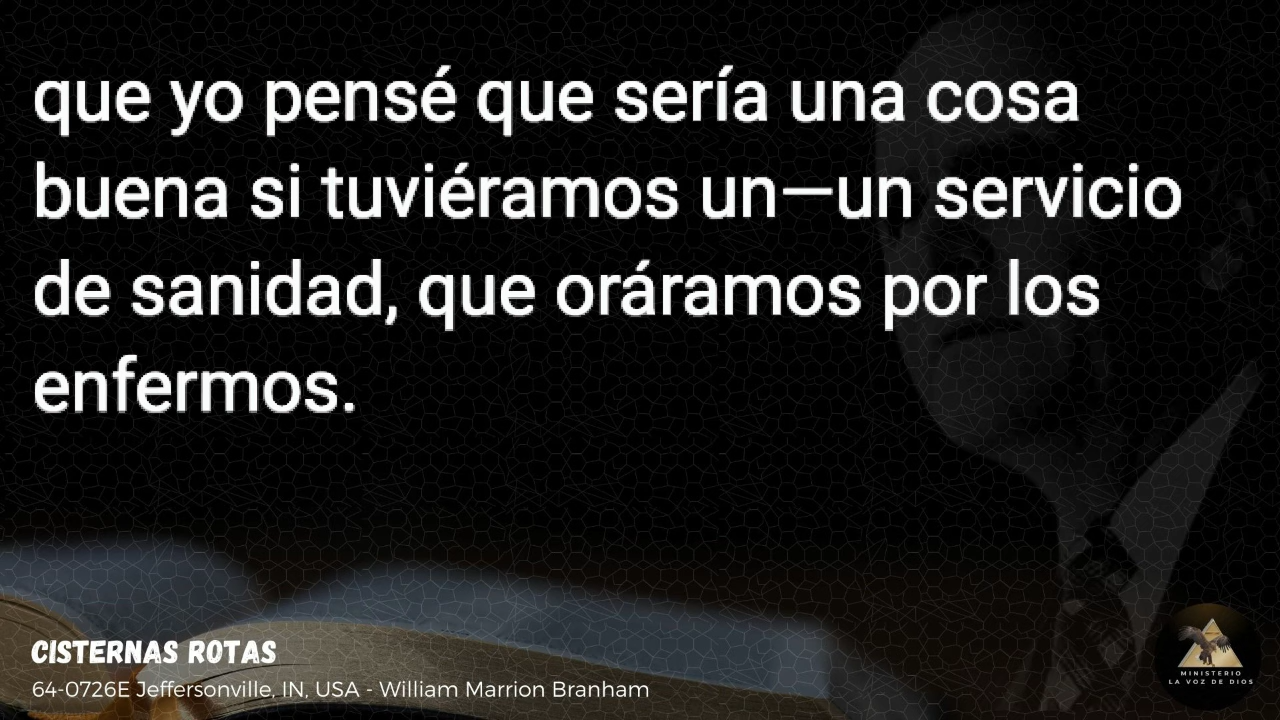 que yo pensé que sería una cosa
buena si tuviéramos un—un servicio
de sanidad, que oráramos por los
enfermos.
CISTERNAS ROTAS
64-0726E Jeffersonville, IN, USA - William Marrion Branham
MINISTERIO
LA VOZ DE DIOS